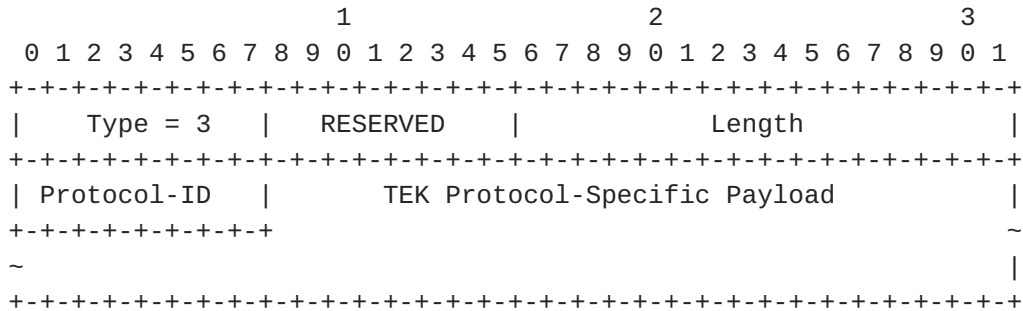 1                   2                   3
 0 1 2 3 4 5 6 7 8 9 0 1 2 3 4 5 6 7 8 9 0 1 2 3 4 5 6 7 8 9 0 1
+-+-+-+-+-+-+-+-+-+-+-+-+-+-+-+-+-+-+-+-+-+-+-+-+-+-+-+-+-+-+-+-+
|    Type = 3   |   RESERVED    |            Length             |
+-+-+-+-+-+-+-+-+-+-+-+-+-+-+-+-+-+-+-+-+-+-+-+-+-+-+-+-+-+-+-+-+
| Protocol-ID   |       TEK Protocol-Specific Payload           |
+-+-+-+-+-+-+-+-+                                               ~
~                                                               |
+-+-+-+-+-+-+-+-+-+-+-+-+-+-+-+-+-+-+-+-+-+-+-+-+-+-+-+-+-+-+-+-+